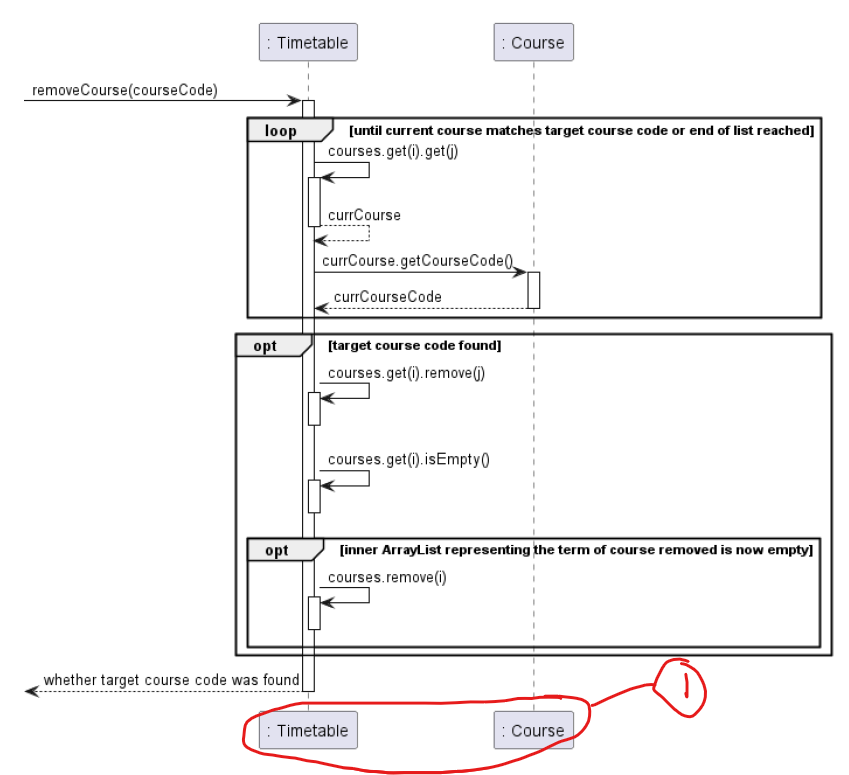 : Timetable
: Course
removeCourse(courseCode)
loop
[until current course matches target course code or end of list reached]
courses.get(i).get(j)
currCourse
currCourse.getCourseCode()
currCourseCode
opt
[target course code found]
courses.get(i).remove(j)
courses.get(i).isEmpty()
opt
[inner ArrayList representing the term of course removed is now empty]
courses.remove(i)
whether target course code was found
1
: Timetable
: Course